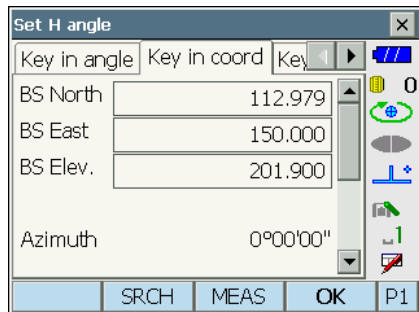 Set H angle
Key in angle Key in coord Key
BS North 112.979 0
BS East 150.000
BS Elev. 201.900
Azimuth 0°00'00" 1
SRCH MEAS OK P1